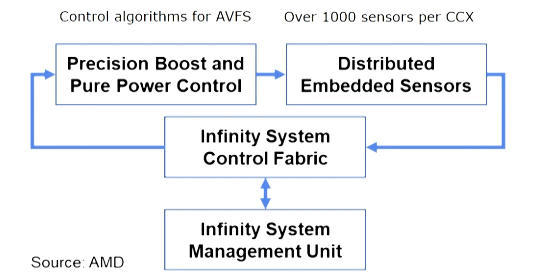 Control algorithms for AVFS
Over 1000 sensors per CCX
Precision Boost and
Pure Power Control
Distributed
Embedded Sensors
Infinity System
Control Fabric
Infinity System
Management Unit
Source: AMD